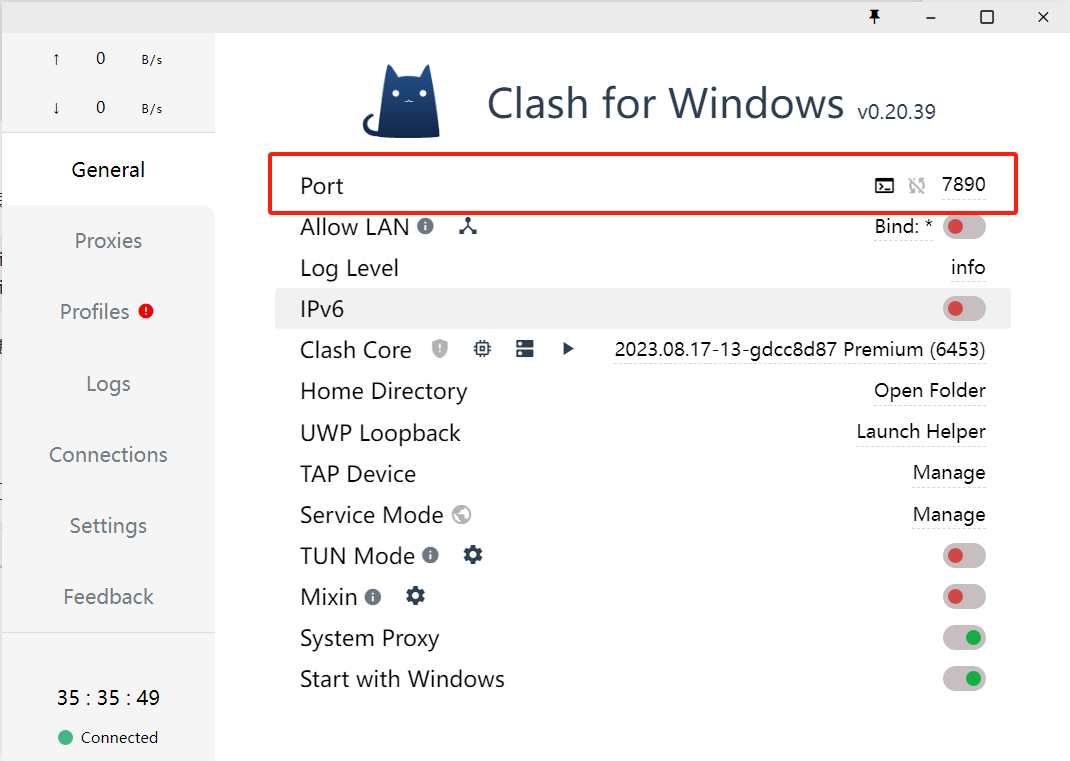 ↑ 0 B/s
↓ 0 B/s
General
Proxies
Profiles
Logs
Connections
Settings
Feedback
35 : 35 : 49
Connected
Clash for Windows v0.20.39
Port 7890
Allow LAN Bind: *
Log Level info
IPv6
Clash Core 2023.08.17-13-gdcc8d87 Premium (6453)
Home Directory Open Folder
UWP Loopback Launch Helper
TAP Device Manage
Service Mode Manage
TUN Mode
Mixin
System Proxy
Start with Windows